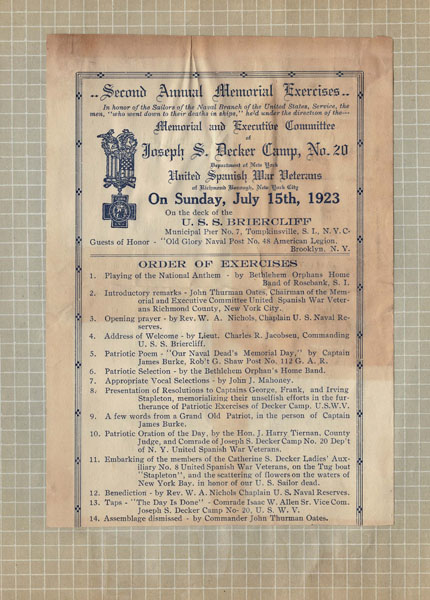 ..Second Annual Memorial Exercises..
In honor of the Sailors of the Naval Branch of the United States, Service, the
men, "who went down to their deaths in ships," he'd under the direction of the—
Memorial and Executive Committee
of
Joseph S. Decker Camp, No. 20
Department of New York
United Spanish War Veterans
of Richmond Borough, New York City
On Sunday, July 15th, 1923
On the deck of the
U. S. S. BRIERCLIFF
Municipal Pier No. 7, Tompkinsville, S. I., N. Y. C-
Guests of Honor - "Old Glory Naval Post No. 48 American Legion.
Brooklyn, N. Y.
ORDER OF EXERCISES
1. Playing of the National Anthem - by Bethlehem Orphans Home
Band of Rosebank, S. I.
2. Introductory remarks - John Thurman Oates, Chairman of the Mem-
orial and Executive Committee United Spanish War Veter-
ans Richmond County, New York City.
3. Opening prayer - by Rev. W. A. Nichols, Chaplain U S. Naval Re-
serves.
4. Address of Welcome - by Lieut. Charles R. Jacobsen, Commanding
U. S. S. Briercliff.
5. Patriotic Poem - "Our Naval Dead's Memorial Day," by Captain
James Burke, Rob't G. Shaw Post No. 112 G. A. R.
6. Patriotic Selection - by the Bethlehem Orphan's Home Band.
7. Appropriate Vocal Selections - by John J. Mahoney.
8. Presentation of Resolutions to Captains George, Frank, and Irving
Stapleton, memorializing their unselfish efforts in the fur-
therance of Patriotic Exercises of Decker Camp. U.S.W.V.
9. A few words from a Grand Old Patriot, in the person of Captain
James Burke.
10. Patriotic Oration of the Day, by the Hon. J. Harry Tiernan. County
Judge, and Comrade of Joseph S. Decker Camp No. 20 Dep't
of N. Y. United Spanish War Veterans.
11. Embarking of the members of the Catherine S. Decker Ladies' Aux-
iliary No. 8 United Spanish War Veterans, on the Tug boat
"Stapleton", and the scattering of flowers on the waters of
New York Bay. in honor of our U. S. Sailor dead.
12. Benediction - by Rev. W. A. Nichols Chaplain U. S. Naval Reserves.
13. Taps - "The Day Is Done" - Comrade Isaac W. Allen Sr. Vice Com.
Joseph S. Decker Camp No- 20, U. S. W. V.
14. Assemblage dismissed - by Commander John Thurman Oates.